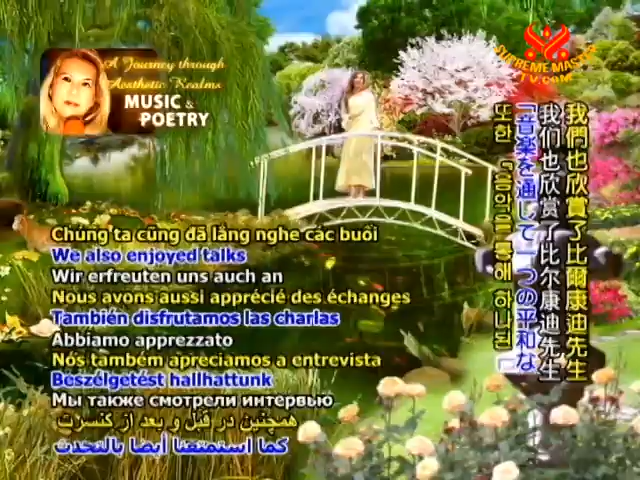 A Journey through
Aesthetic Realms
MUSIC &
POETRY
SUPREME MASTER
TV.COM
Chúng ta cũng đã lắng nghe các buổi
We also enjoyed talks
Wir erfreuten uns auch an
Nous avons aussi apprécié des échanges
También disfrutamos las charlas
Abbiamo apprezzato
Nós também apreciamos a entrevista
Beszélgetést hallhattunk
Мы также смотрели интервью
همچنین در قبل و بعد از کنسرت
كما استمتعنا أيضا بالتحدث
我們也欣賞了比爾康迪先生
我们也欣赏了比尔康迪先生
「音楽を通して一つの平和な
또한 『음악을 통해 하나된